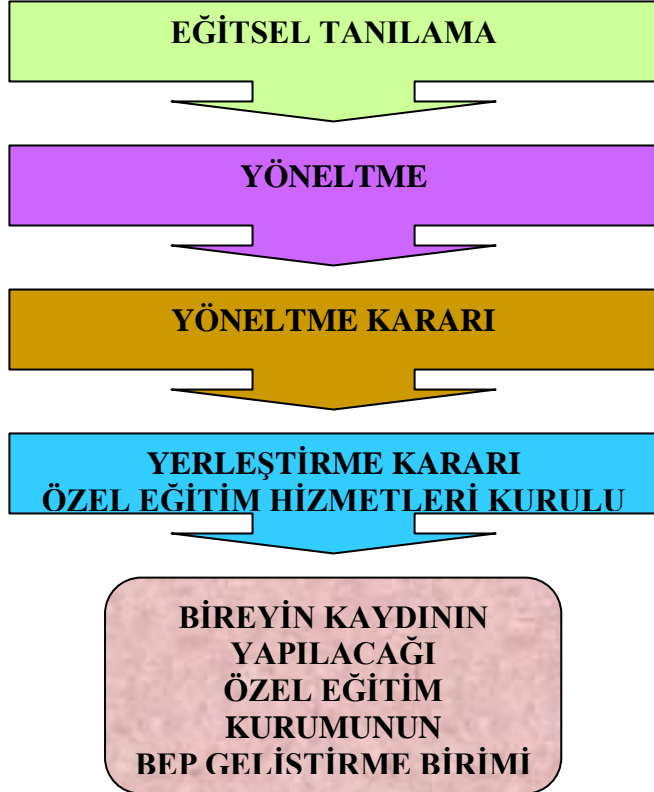 EĞİTSEL TANILAMA
YÖNELTME
YÖNELTME KARARI
YERLEŞTİRME KARARI
ÖZEL EĞİTİM HİZMETLERİ KURULU
BİREYİN KAYDININ
YAPILACAĞI
ÖZEL EĞİTİM
KURUMUNUN
BEP GELİŞTİRME BİRİMİ